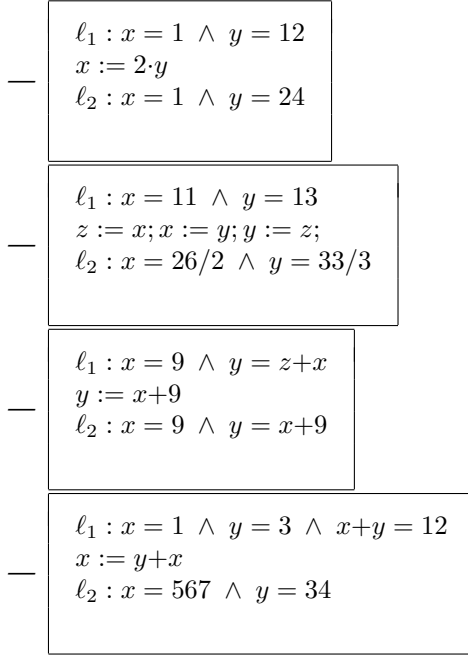 ℓ₁ : x = 1 ∧ y = 12
x := 2·y
— ℓ₂ : x = 1 ∧ y = 24
ℓ₁ : x = 11 ∧ y = 13
z := x; x := y; y := z;
— ℓ₂ : x = 26/2 ∧ y = 33/3
ℓ₁ : x = 9 ∧ y = z+x
y := x+9
— ℓ₂ : x = 9 ∧ y = x+9
ℓ₁ : x = 1 ∧ y = 3 ∧ x+y = 12
x := y+x
— ℓ₂ : x = 567 ∧ y = 34